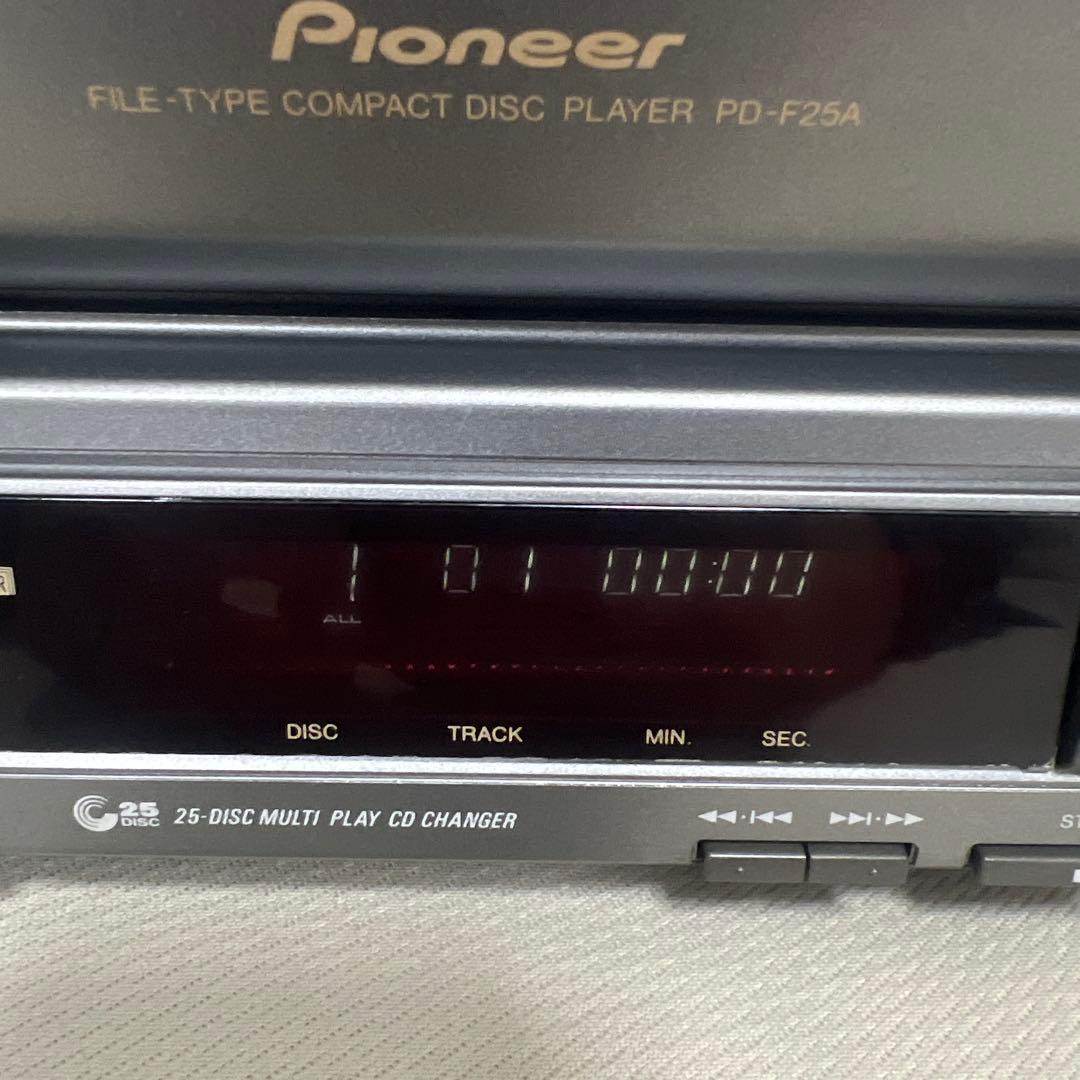 Pioneer
FILE-TYPE COMPACT DISC PLAYER PD-F25A
R
1 01 00:00
ALL
DISC TRACK MIN. SEC.
25 DISC 25-DISC MULTI PLAY CD CHANGER
ST